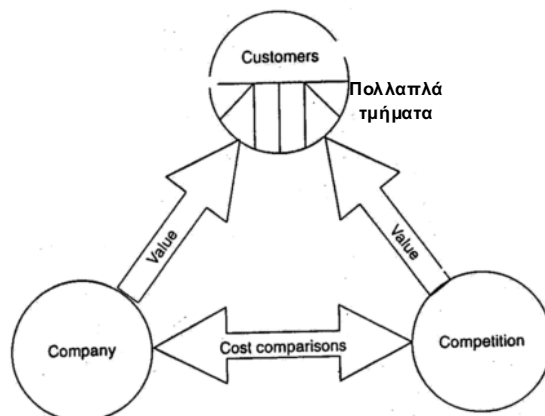 Customers
Πολλαπλά
τμήματα
Value
Value
Company
Cost comparisons
Competition